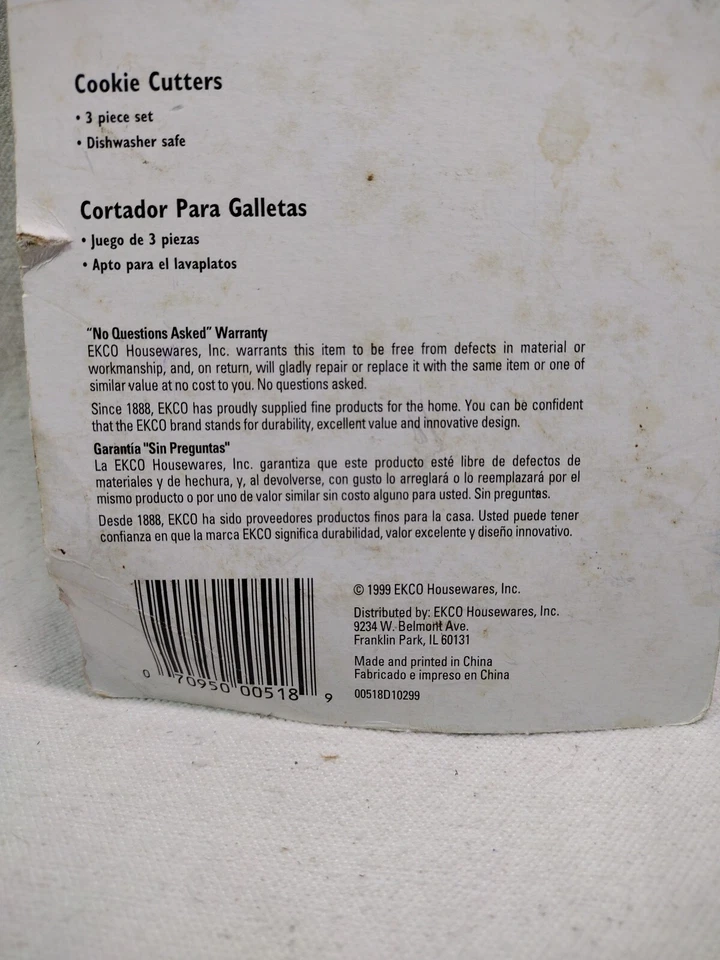 Cookie Cutters
• 3 piece set
• Dishwasher safe
Cortador Para Galletas
• Juego de 3 piezas
• Apto para el lavaplatos
"No Questions Asked" Warranty
EKCO Housewares, Inc. warrants this item to be free from defects in material or
workmanship, and, on return, will gladly repair or replace it with the same item or one of
similar value at no cost to you. No questions asked.
Since 1888, EKCO has proudly supplied fine products for the home. You can be confident
that the EKCO brand stands for durability, excellent value and innovative design.
Garantía "Sin Preguntas"
La EKCO Housewares, Inc. garantiza que este producto esté libre de defectos de
materiales y de hechura, y, al devolverse, con gusto lo arreglará o lo reemplazará por el
mismo producto o por uno de valor similar sin costo alguno para usted. Sin preguntas.
Desde 1888, EKCO ha sido proveedores productos finos para la casa. Usted puede tener
confianza en que la marca EKCO significa durabilidad, valor excelente y diseño innovativo.
© 1999 EKCO Housewares, Inc.
Distributed by: EKCO Housewares, Inc.
9234 W. Belmont Ave.
Franklin Park, IL 60131
Made and printed in China
Fabricado e impreso en China
00518D10299
0 70950 00518 9